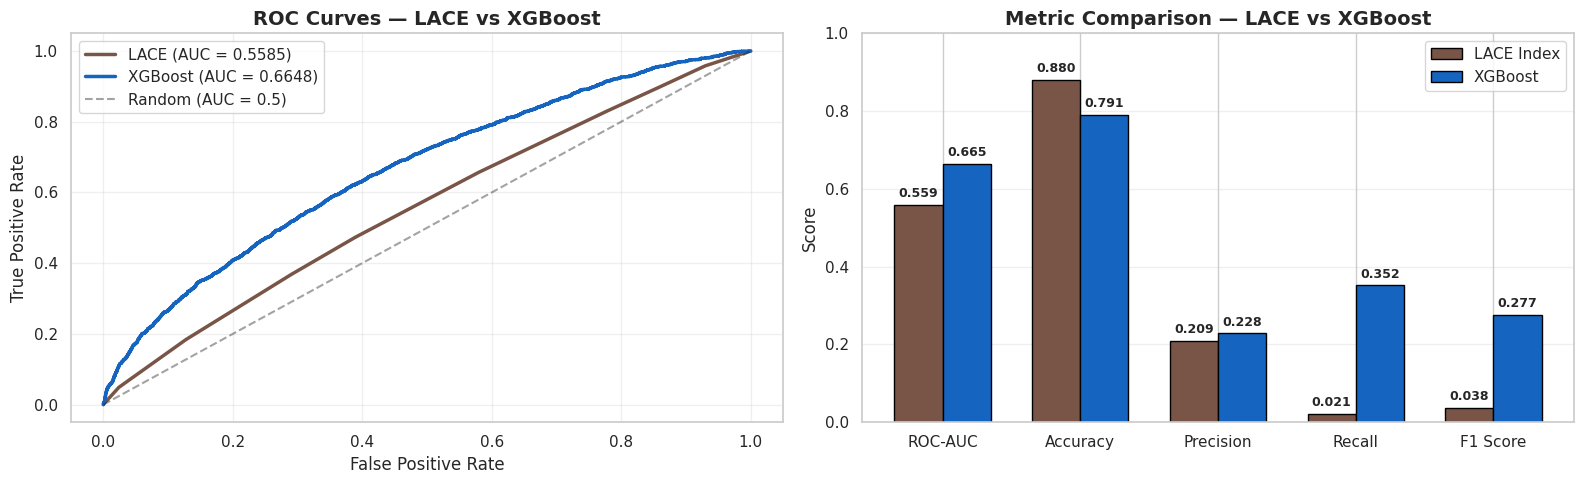 ROC Curves — LACE vs XGBoost
LACE (AUC = 0.5585)
XGBoost (AUC = 0.6648)
Random (AUC = 0.5)
True Positive Rate
1.0
0.8
0.6
0.4
0.2
0.0
0.0 0.2 0.4 0.6 0.8 1.0
False Positive Rate
Metric Comparison — LACE vs XGBoost
LACE Index
XGBoost
Score
1.0
0.8
0.6
0.4
0.2
0.0
0.559 0.665 0.880 0.791 0.209 0.228 0.021 0.352 0.038 0.277
ROC-AUC Accuracy Precision Recall F1 Score